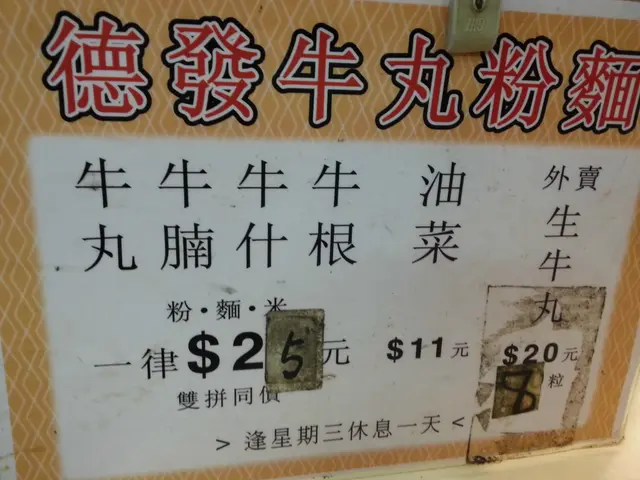 德發牛丸粉麵
牛丸 牛腩 牛什 牛根 油菜 外賣生牛丸
粉·麵·米
一律$25元 $11元 $20元
雙拼同價 8粒
>逢星期三休息一天<